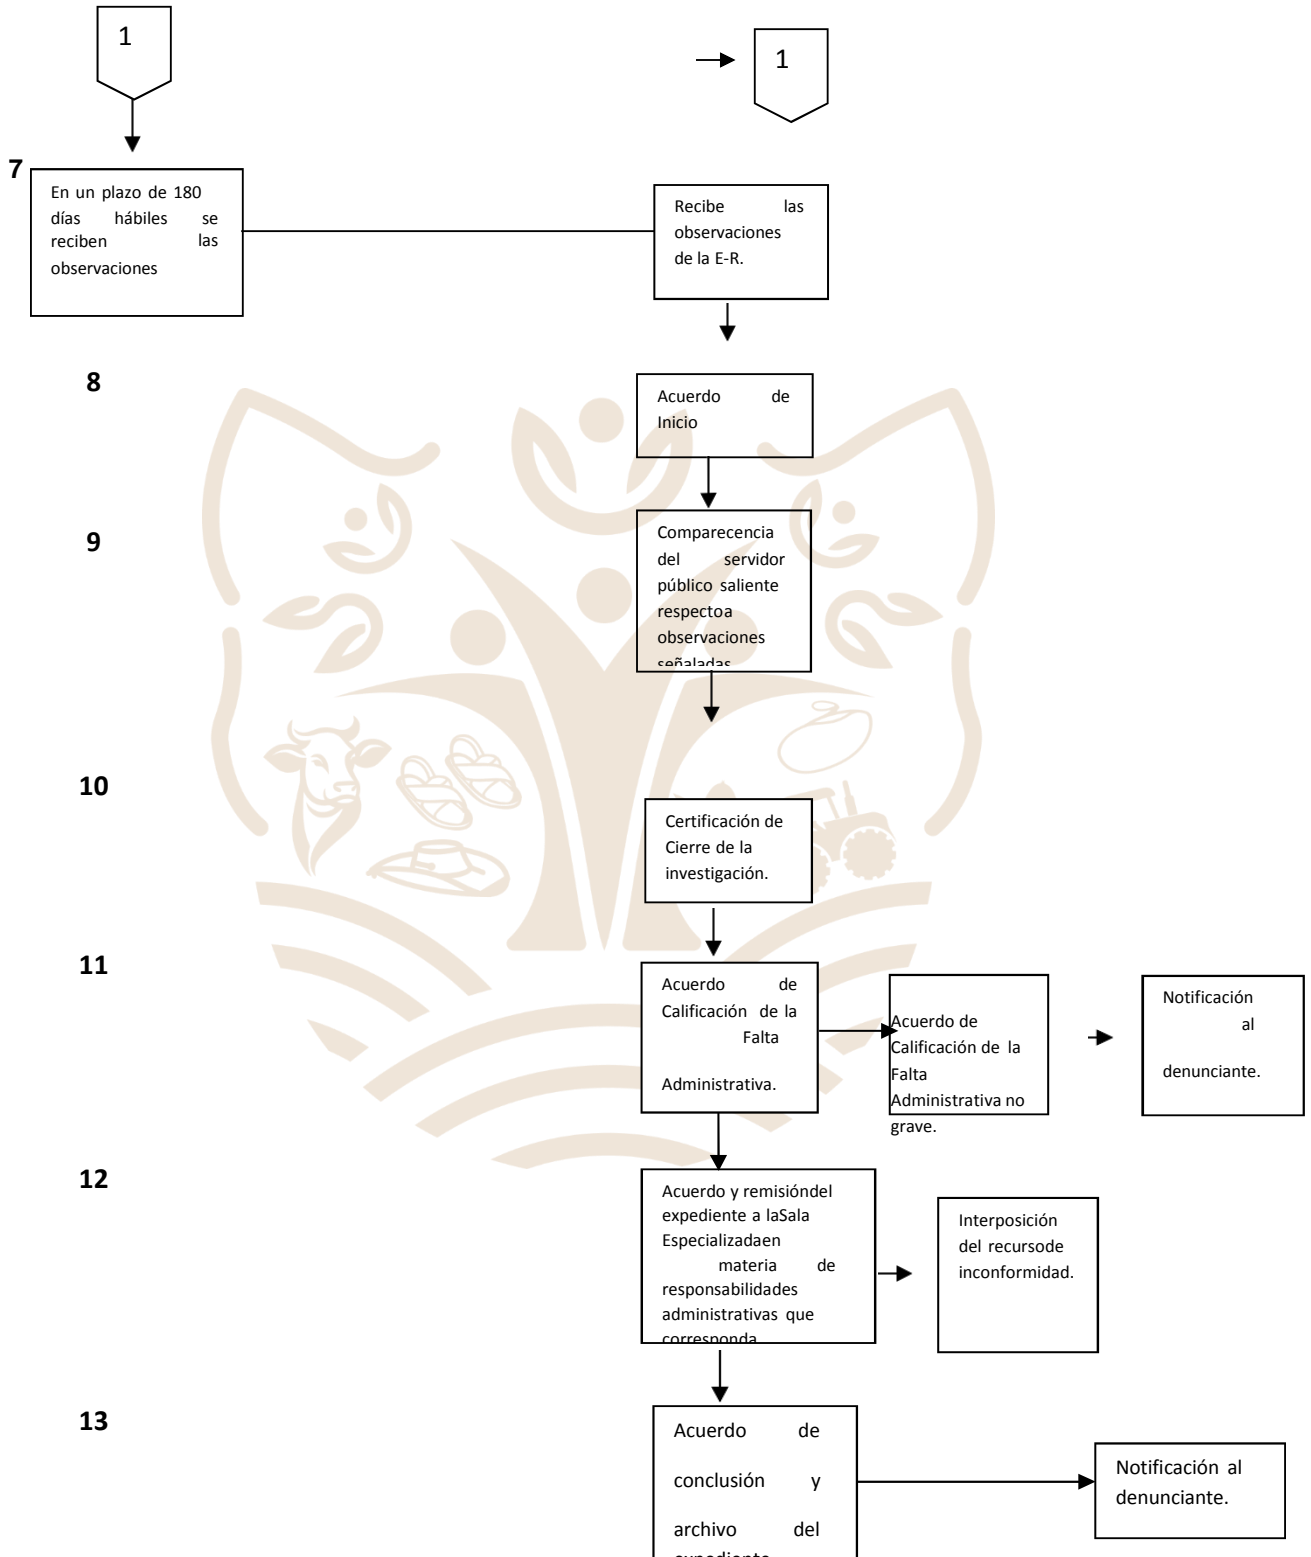 1
1
7
En un plazo de 180
días hábiles se
reciben las
observaciones
Recibe las
observaciones
de la E-R.
8
Acuerdo de
Inicio
9
Comparecencia
del servidor
público saliente
respectoa
observaciones
señaladas
10
Certificación de
Cierre de la
investigación.
11
Acuerdo de
Calificación de la
Falta
Administrativa.
Acuerdo de
Calificación de la
Falta
Administrativa no
grave.
Notificación
al
denunciante.
12
Acuerdo y remisióndel
expediente a laSala
Especializadaen
materia de
responsabilidades
administrativas que
corresponda
Interposición
del recursode
inconformidad.
13
Acuerdo de
conclusión y
archivo del
expediente
Notificación al
denunciante.